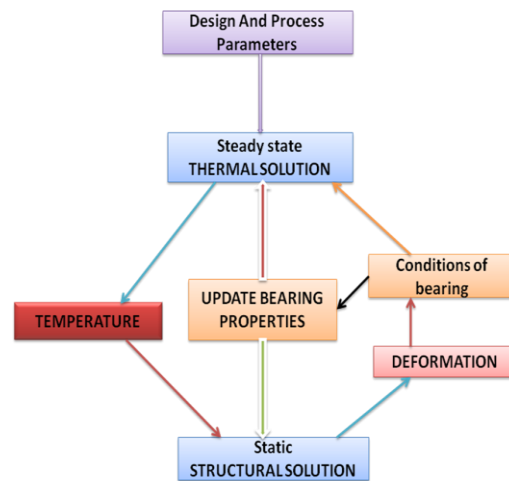 Design And Process
Parameters
Steady state
THERMAL SOLUTION
Conditions of
bearing
UPDATE BEARING
PROPERTIES
TEMPERATURE
DEFORMATION
Static
STRUCTURAL SOLUTION